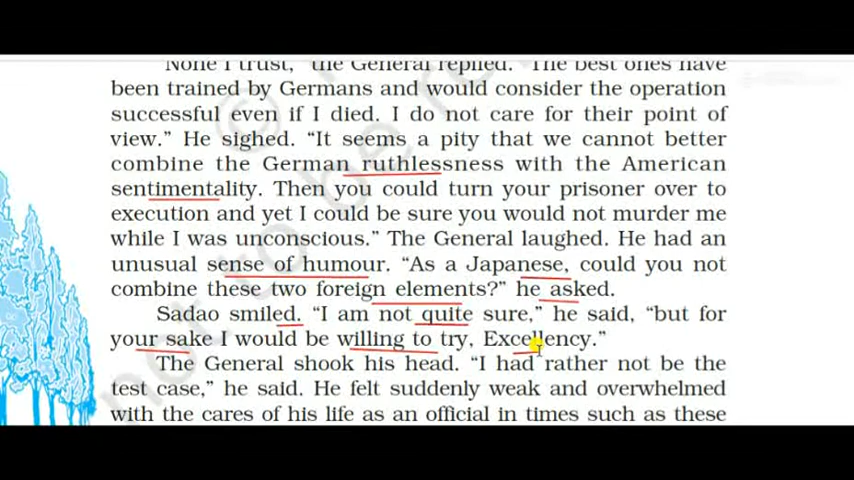 None I trust," the General replied. "The best ones have
been trained by Germans and would consider the operation
successful even if I died. I do not care for their point of
view." He sighed. "It seems a pity that we cannot better
combine the German ruthlessness with the American
sentimentality. Then you could turn your prisoner over to
execution and yet I could be sure you would not murder me
while I was unconscious." The General laughed. He had an
unusual sense of humour. "As a Japanese, could you not
combine these two foreign elements?" he asked.
Sadao smiled. "I am not quite sure," he said, "but for
your sake I would be willing to try, Excellency."
The General shook his head. "I had rather not be the
test case," he said. He felt suddenly weak and overwhelmed
with the cares of his life as an official in times such as these
not to be re